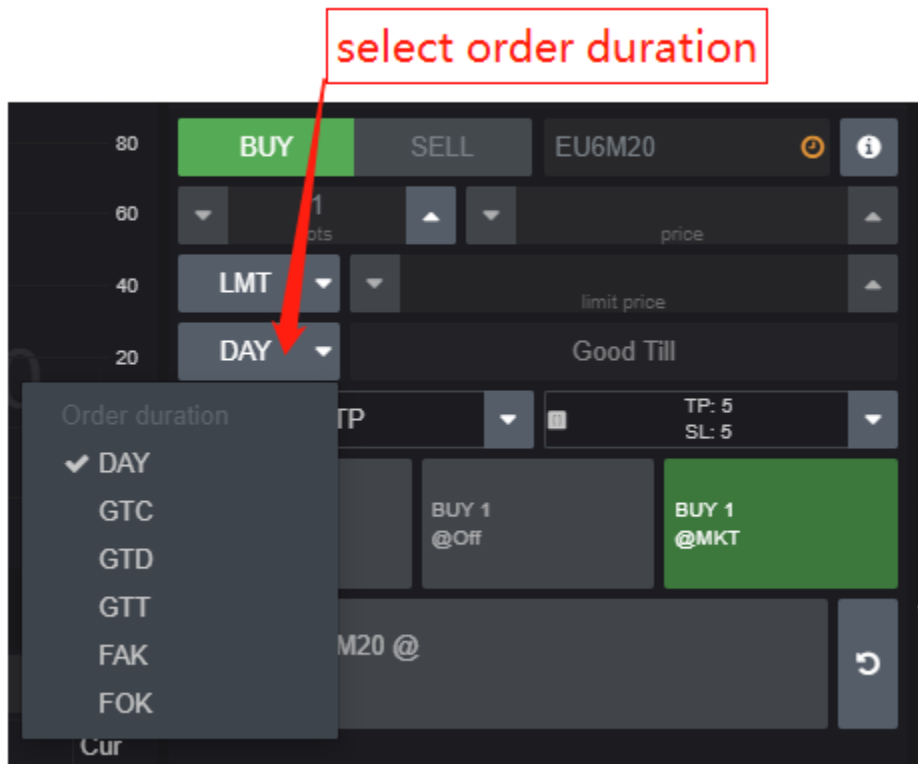 select order duration
80 BUY SELL EU6M20
60 1
price
40 LMT limit price
20 DAY Good Till
Order duration TP TP: 5
SL: 5
DAY
GTC BUY 1 BUY 1
@Off @MKT
GTD
GTT
FAK M20 @
FOK
Cur